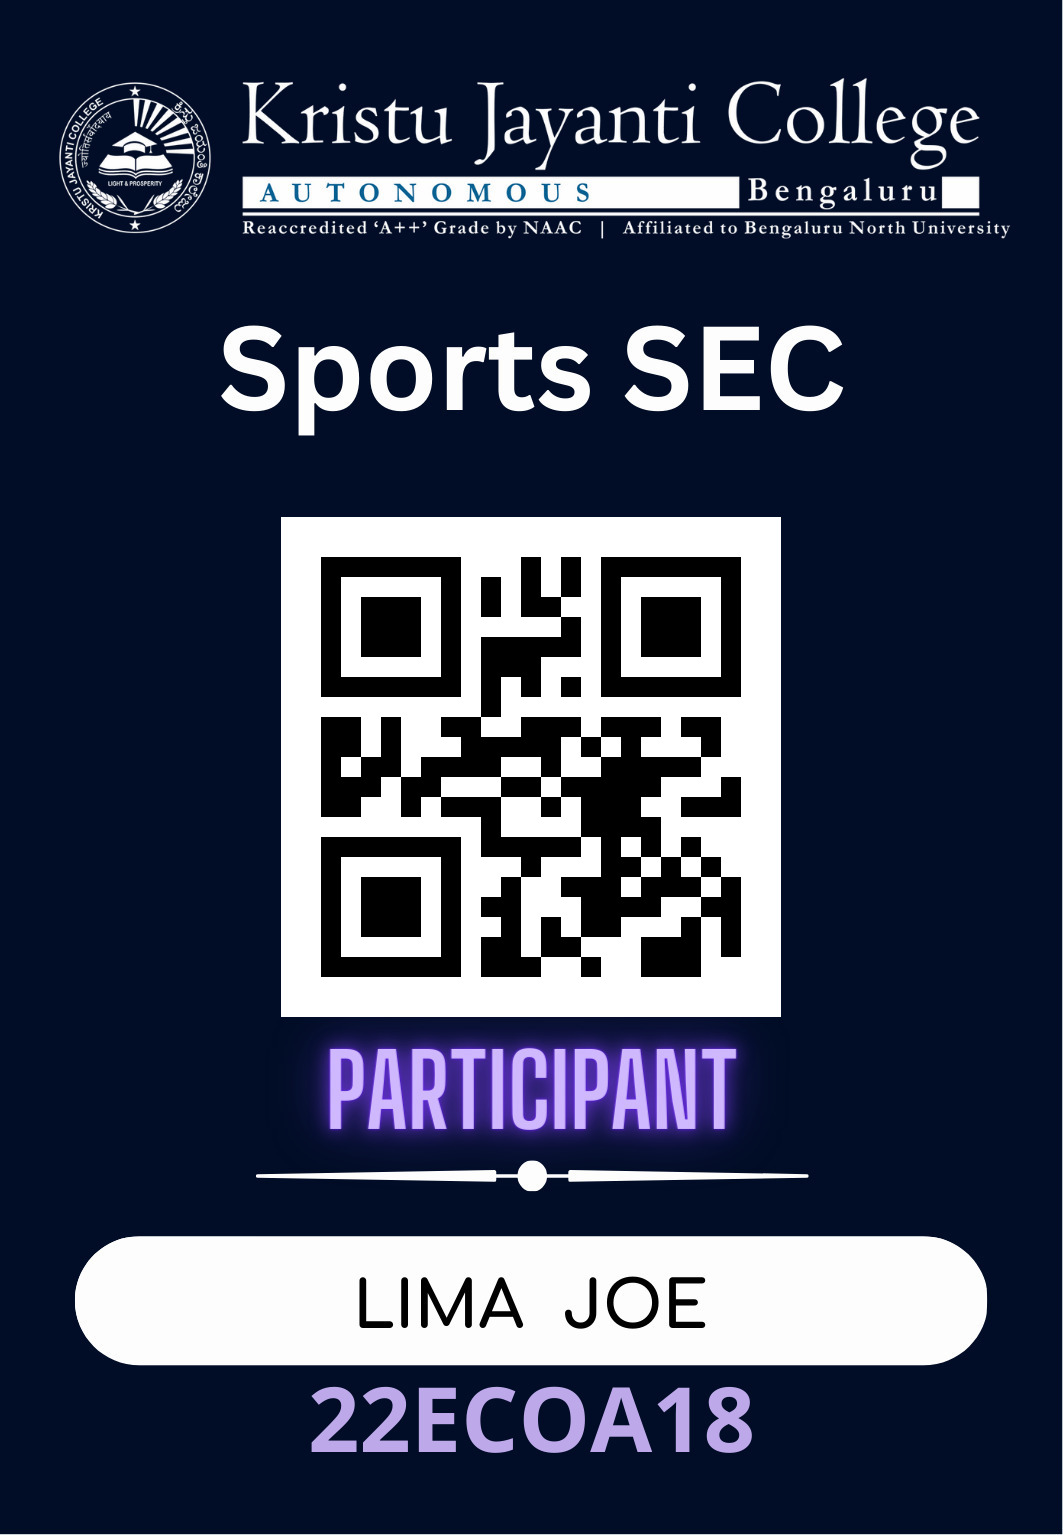 Kristu Jayanti College
AUTONOMOUS Bengaluru
Reaccredited ‘A++’ Grade by NAAC | Affiliated to Bengaluru North University
KRISTU JAYANTI COLLEGE
LIGHT & PROSPERITY
Sports SEC
PARTICIPANT
LIMA JOE
22ECOA18